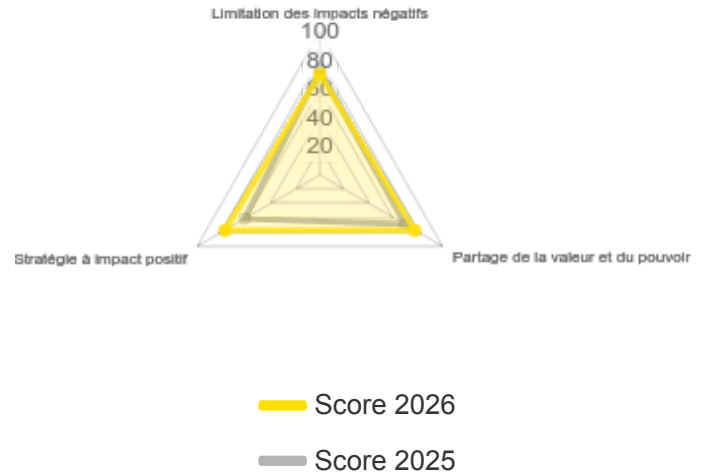 Limitation des impacts négatifs
100
80
60
40
20
Stratégie à impact positif
Partage de la valeur et du pouvoir
Score 2026
Score 2025